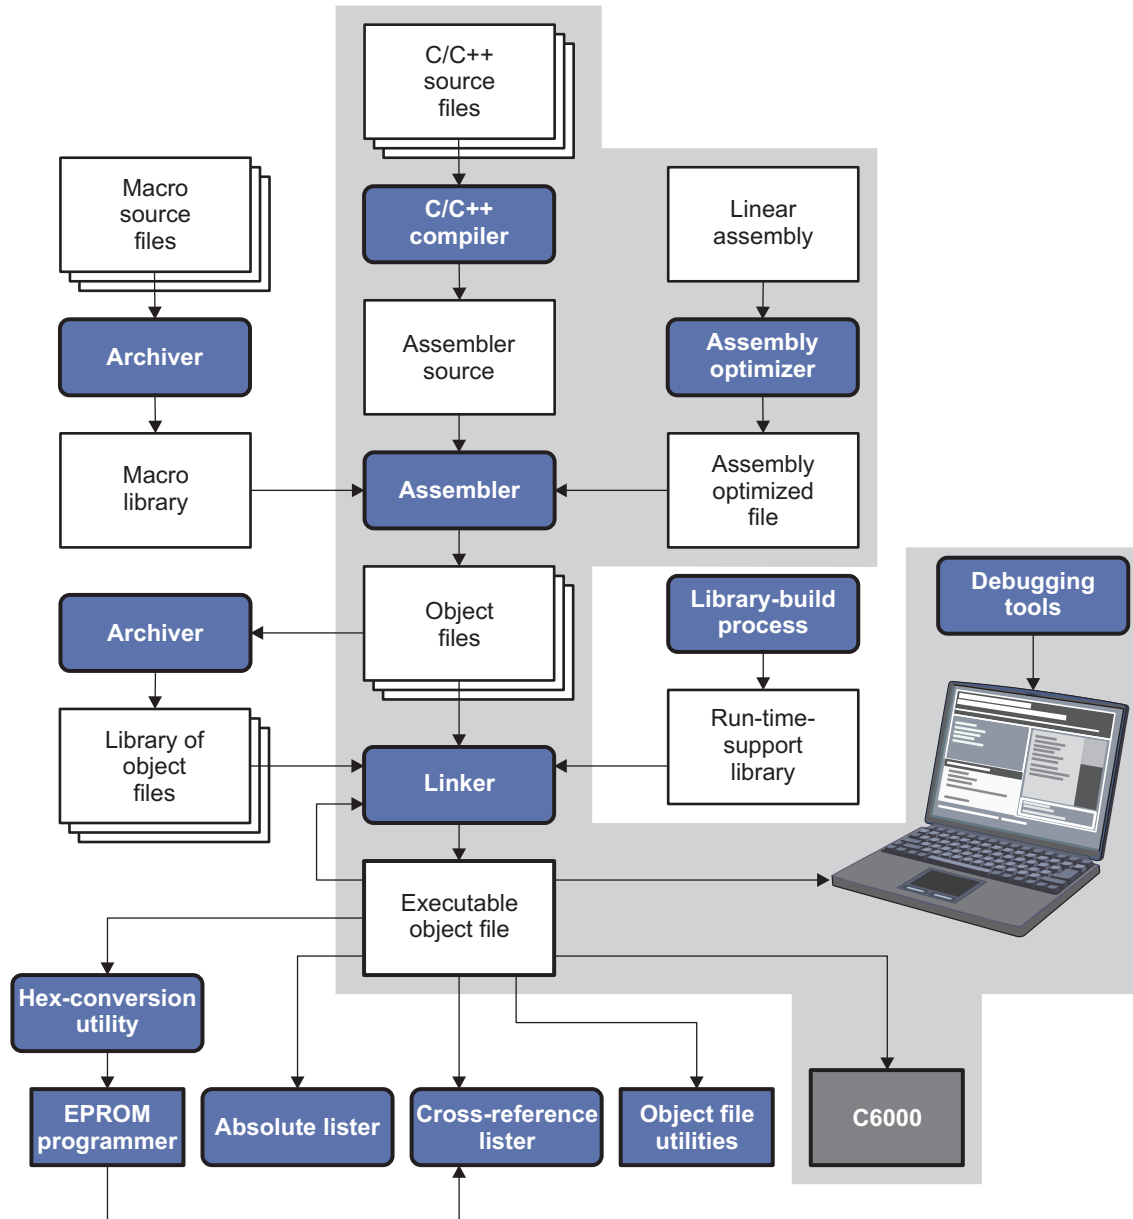 C/C++
source
files
Macro
source
files
C/C++
compiler
Linear
assembly
Archiver
Assembler
source
Assembly
optimizer
Macro
library
Assembler
Assembly
optimized
file
Archiver
Object
files
Library-build
process
Debugging
tools
Library of
object
files
Linker
Run-time-
support
library
Executable
object file
Hex-conversion
utility
EPROM
programmer
Absolute lister
Cross-reference
lister
Object file
utilities
C6000